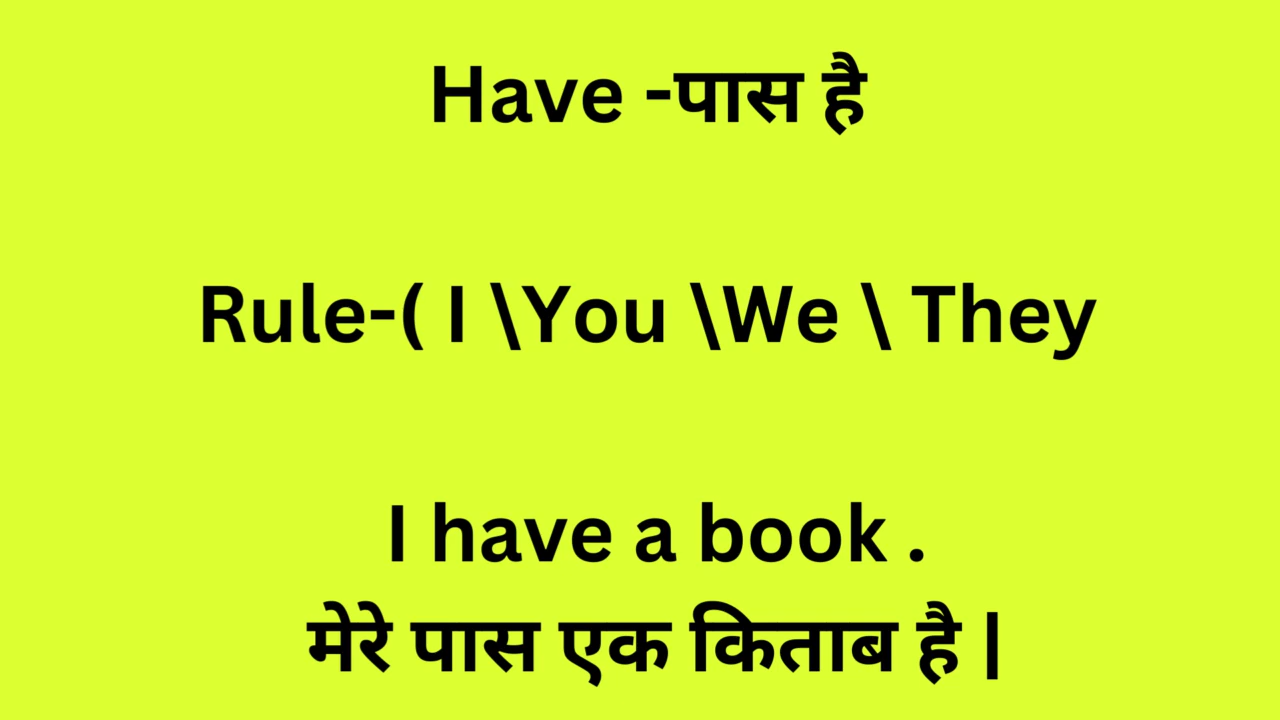 Have -पास है
Rule-( I \You \We \ They
I have a book .
मेरे पास एक किताब है |